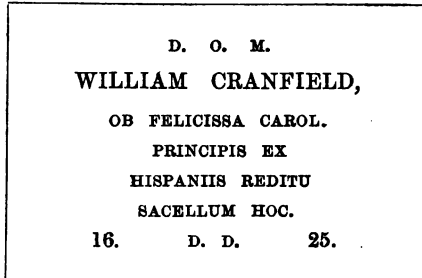 D. O. M.
WILLIAM CRANFIELD,
OB FELICISSA CAROL.
PRINCIPIS EX
HISPANIIS REDITU
SACELLUM HOC.
16. D. D. 25.